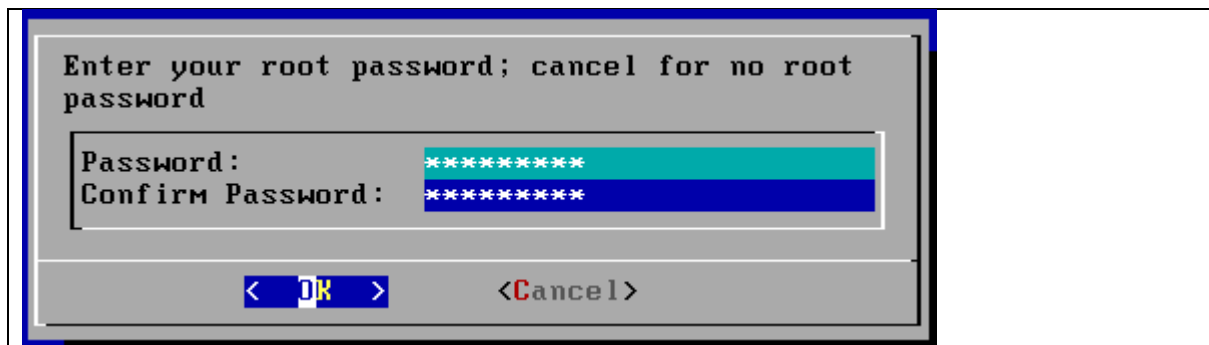 Enter your root password; cancel for no root
password
Password: *********
Confirm Password: *********
< OK > <Cancel>